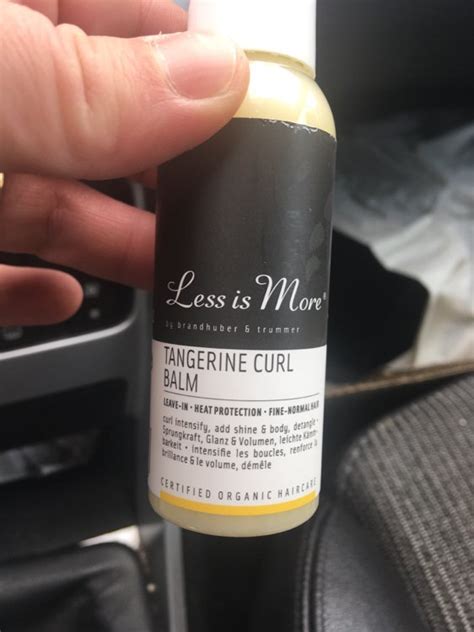 Less is More®
by brandhuber & trummer
TANGERINE CURL
BALM
LEAVE-IN · HEAT PROTECTION · FINE-NORMAL HAIR
curl intensify, add shine & body, detangle ·
Sprungkraft, Glanz & Volumen, leichte Kämm-
barkeit · intensifie les boucles, renforce la
brillance & le volume, démêle
CERTIFIED ORGANIC HAIRCARE